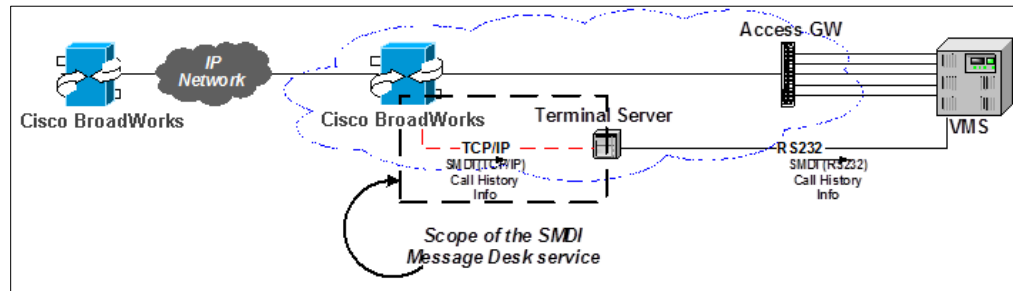 Access GW
IP
Network
Cisco BroadWorks
Cisco BroadWorks
Terminal Server
VMS
TCP/IP
SMDI(TCP/IP)
Call History
Info
RS232
SMDI(RS232)
Call History
Info
Scope of the SMDI
Message Desk service